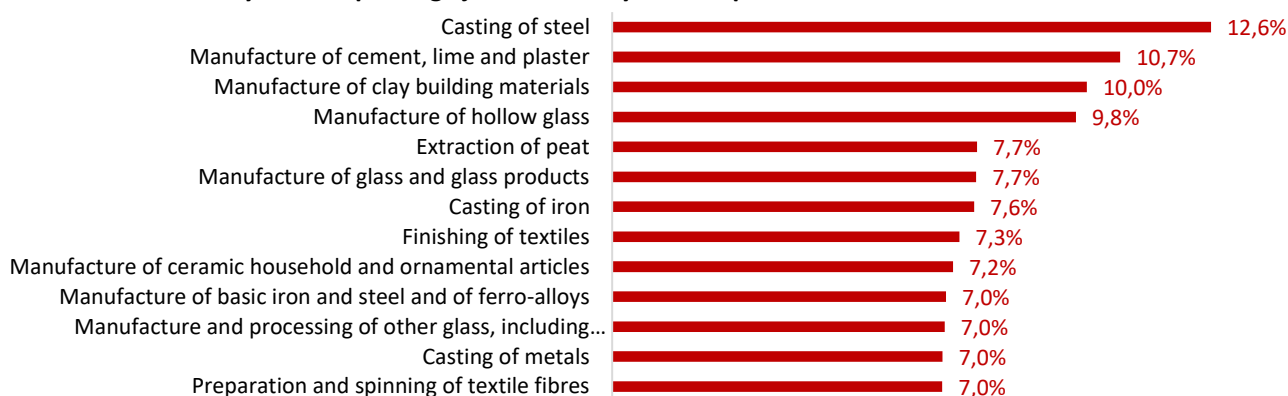 Casting of steel 12,6%
Manufacture of cement, lime and plaster 10,7%
Manufacture of clay building materials 10,0%
Manufacture of hollow glass 9,8%
Extraction of peat 7,7%
Manufacture of glass and glass products 7,7%
Casting of iron 7,6%
Finishing of textiles 7,3%
Manufacture of ceramic household and ornamental articles 7,2%
Manufacture of basic iron and steel and of ferro-alloys 7,0%
Manufacture and processing of other glass, including… 7,0%
Casting of metals 7,0%
Preparation and spinning of textile fibres 7,0%